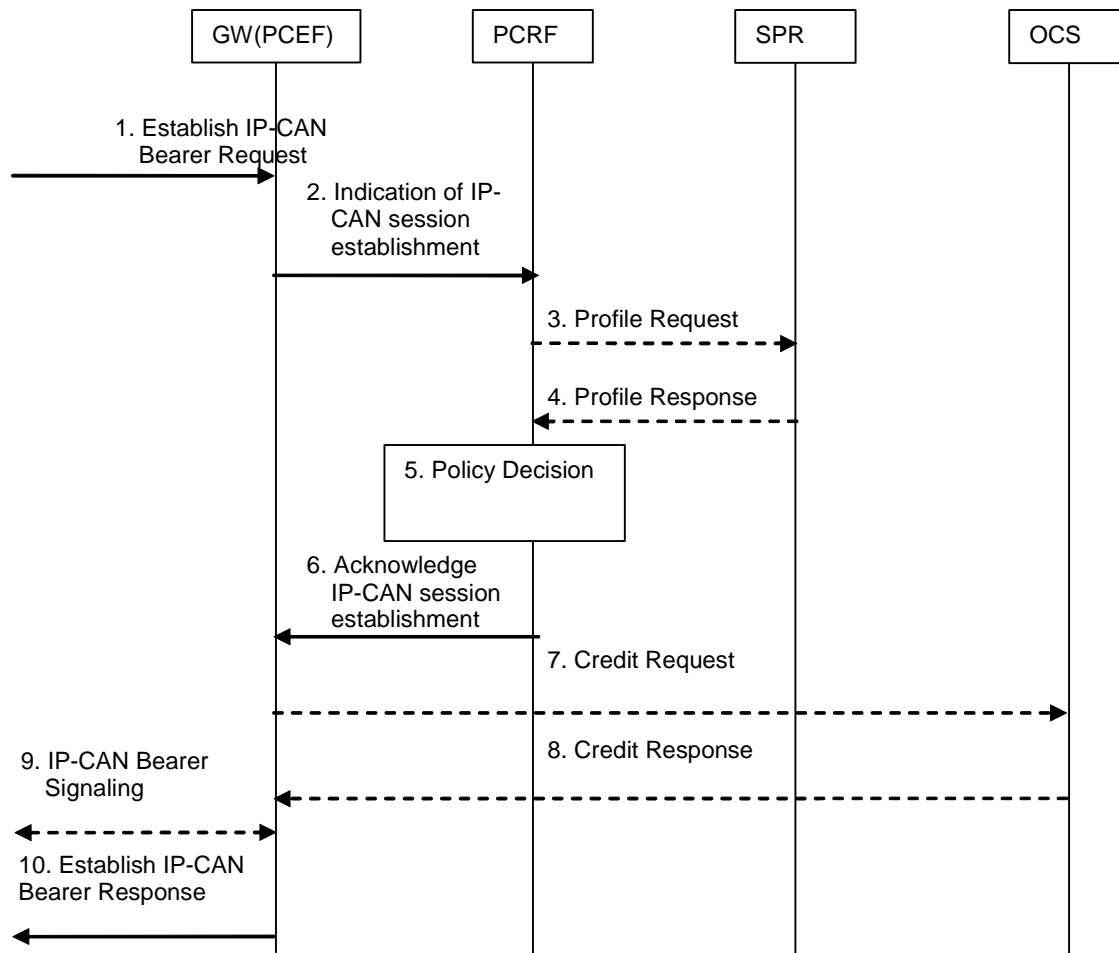 GW(PCEF)
PCRF
SPR
OCS
1. Establish IP-CAN
Bearer Request
2. Indication of IP-
CAN session
establishment
3. Profile Request
4. Profile Response
5. Policy Decision
6. Acknowledge
IP-CAN session
establishment
7. Credit Request
8. Credit Response
9. IP-CAN Bearer
Signaling
10. Establish IP-CAN
Bearer Response